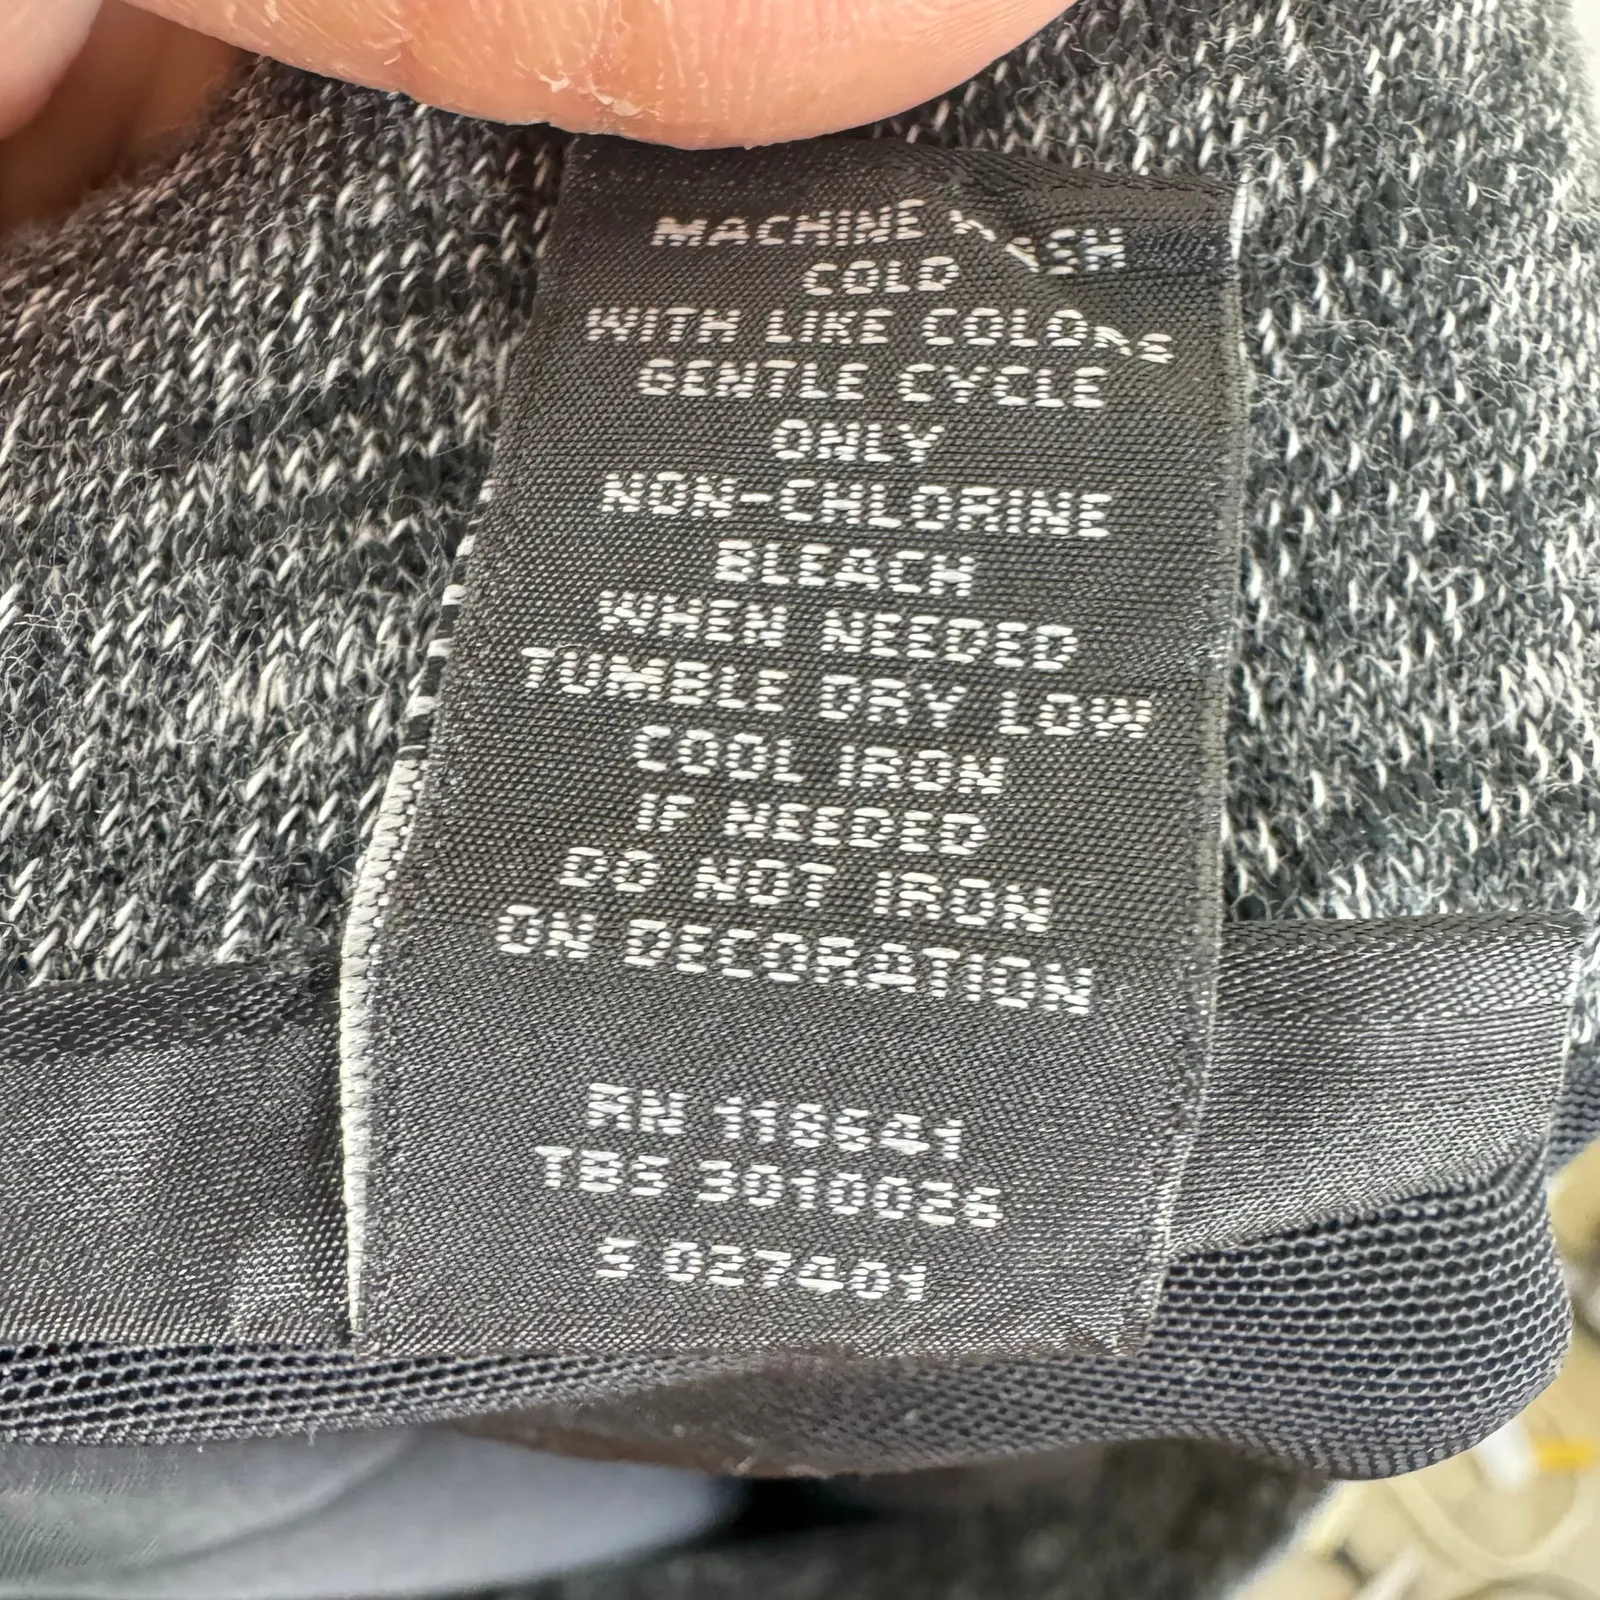 MACHINE WASH
COLD
WITH LIKE COLORS
GENTLE CYCLE
ONLY
NON-CHLORINE
BLEACH
WHEN NEEDED
TUMBLE DRY LOW
COOL IRON
IF NEEDED
DO NOT IRON
ON DECORATION
RN 118641
TBS 3010026
S 027401